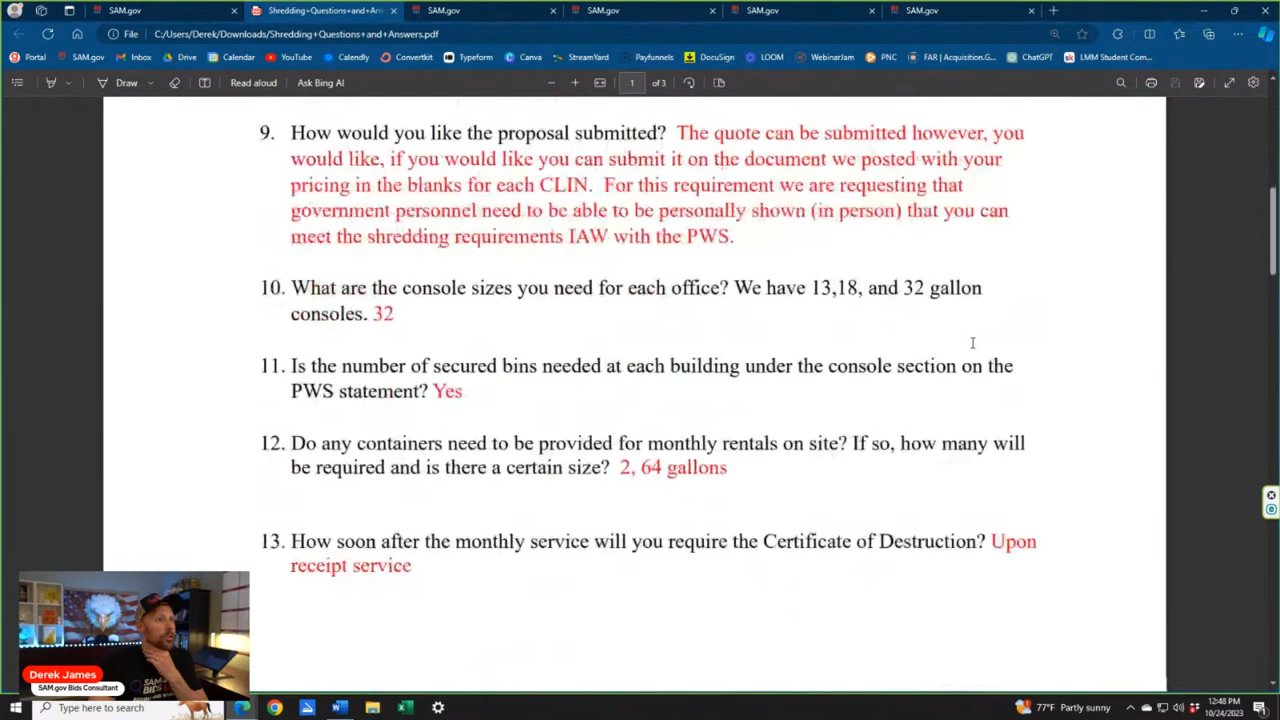 SAM.gov
Shredding+Questions+and+An
SAM.gov
SAM.gov
SAM.gov
SAM.gov
File
C:/Users/Derek/Downloads/Shredding+Questions+and+Answers.pdf
Portal
SAM.gov
Inbox
Drive
Calendar
YouTube
Calendly
Convertkit
Typeform
Canva
StreamYard
Payfunnels
DocuSign
LOOM
WebinarJam
PNC
FAR | Acquisition.G...
ChatGPT
LMM Student Com...
Draw
Read aloud
Ask Bing AI
1
of 3
9. How would you like the proposal submitted? The quote can be submitted however, you
would like, if you would like you can submit it on the document we posted with your
pricing in the blanks for each CLIN. For this requirement we are requesting that
government personnel need to be able to be personally shown (in person) that you can
meet the shredding requirements IAW with the PWS.
10. What are the console sizes you need for each office? We have 13,18, and 32 gallon
consoles. 32
11. Is the number of secured bins needed at each building under the console section on the
PWS statement? Yes
12. Do any containers need to be provided for monthly rentals on site? If so, how many will
be required and is there a certain size? 2, 64 gallons
13. How soon after the monthly service will you require the Certificate of Destruction? Upon
receipt service
Derek James
SAM.gov Bids Consultant
Type here to search
77°F Partly sunny
12:48 PM
10/24/2023